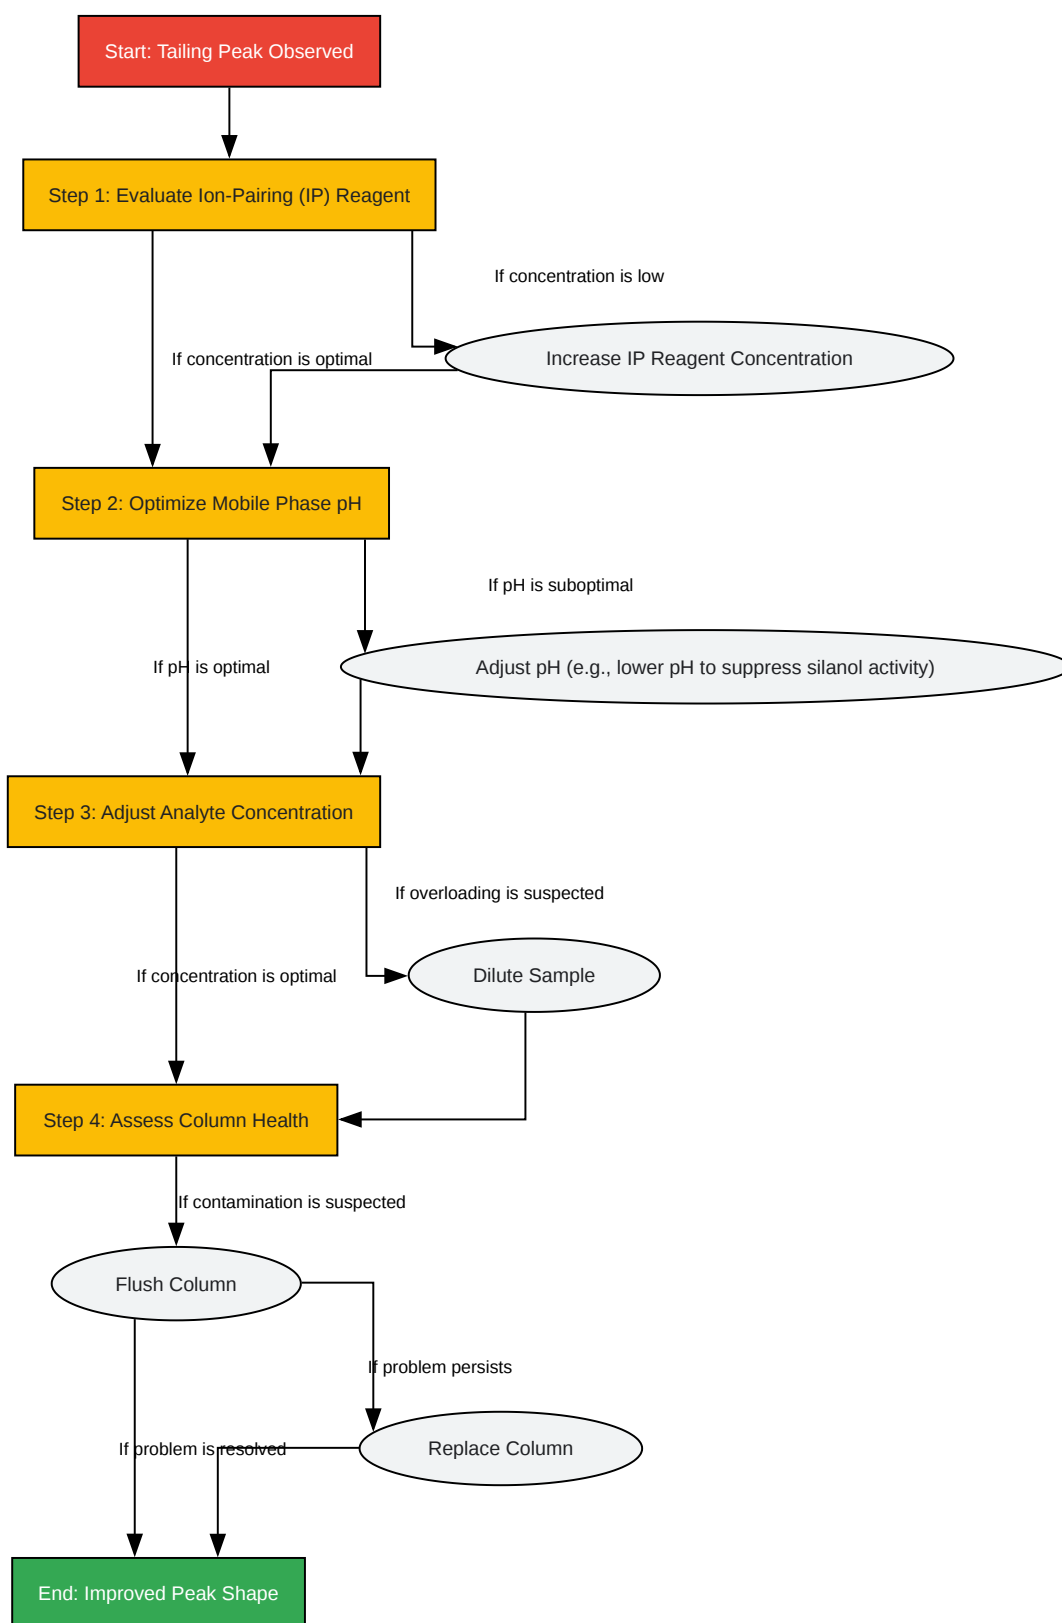 Start: Tailing Peak Observed
Step 1: Evaluate Ion-Pairing (IP) Reagent
If concentration is low
If concentration is optimal
Increase IP Reagent Concentration
Step 2: Optimize Mobile Phase pH
If pH is suboptimal
If pH is optimal
Adjust pH (e.g., lower pH to suppress silanol activity)
Step 3: Adjust Analyte Concentration
If overloading is suspected
If concentration is optimal
Dilute Sample
Step 4: Assess Column Health
If contamination is suspected
Flush Column
If problem persists
If problem is resolved
Replace Column
End: Improved Peak Shape